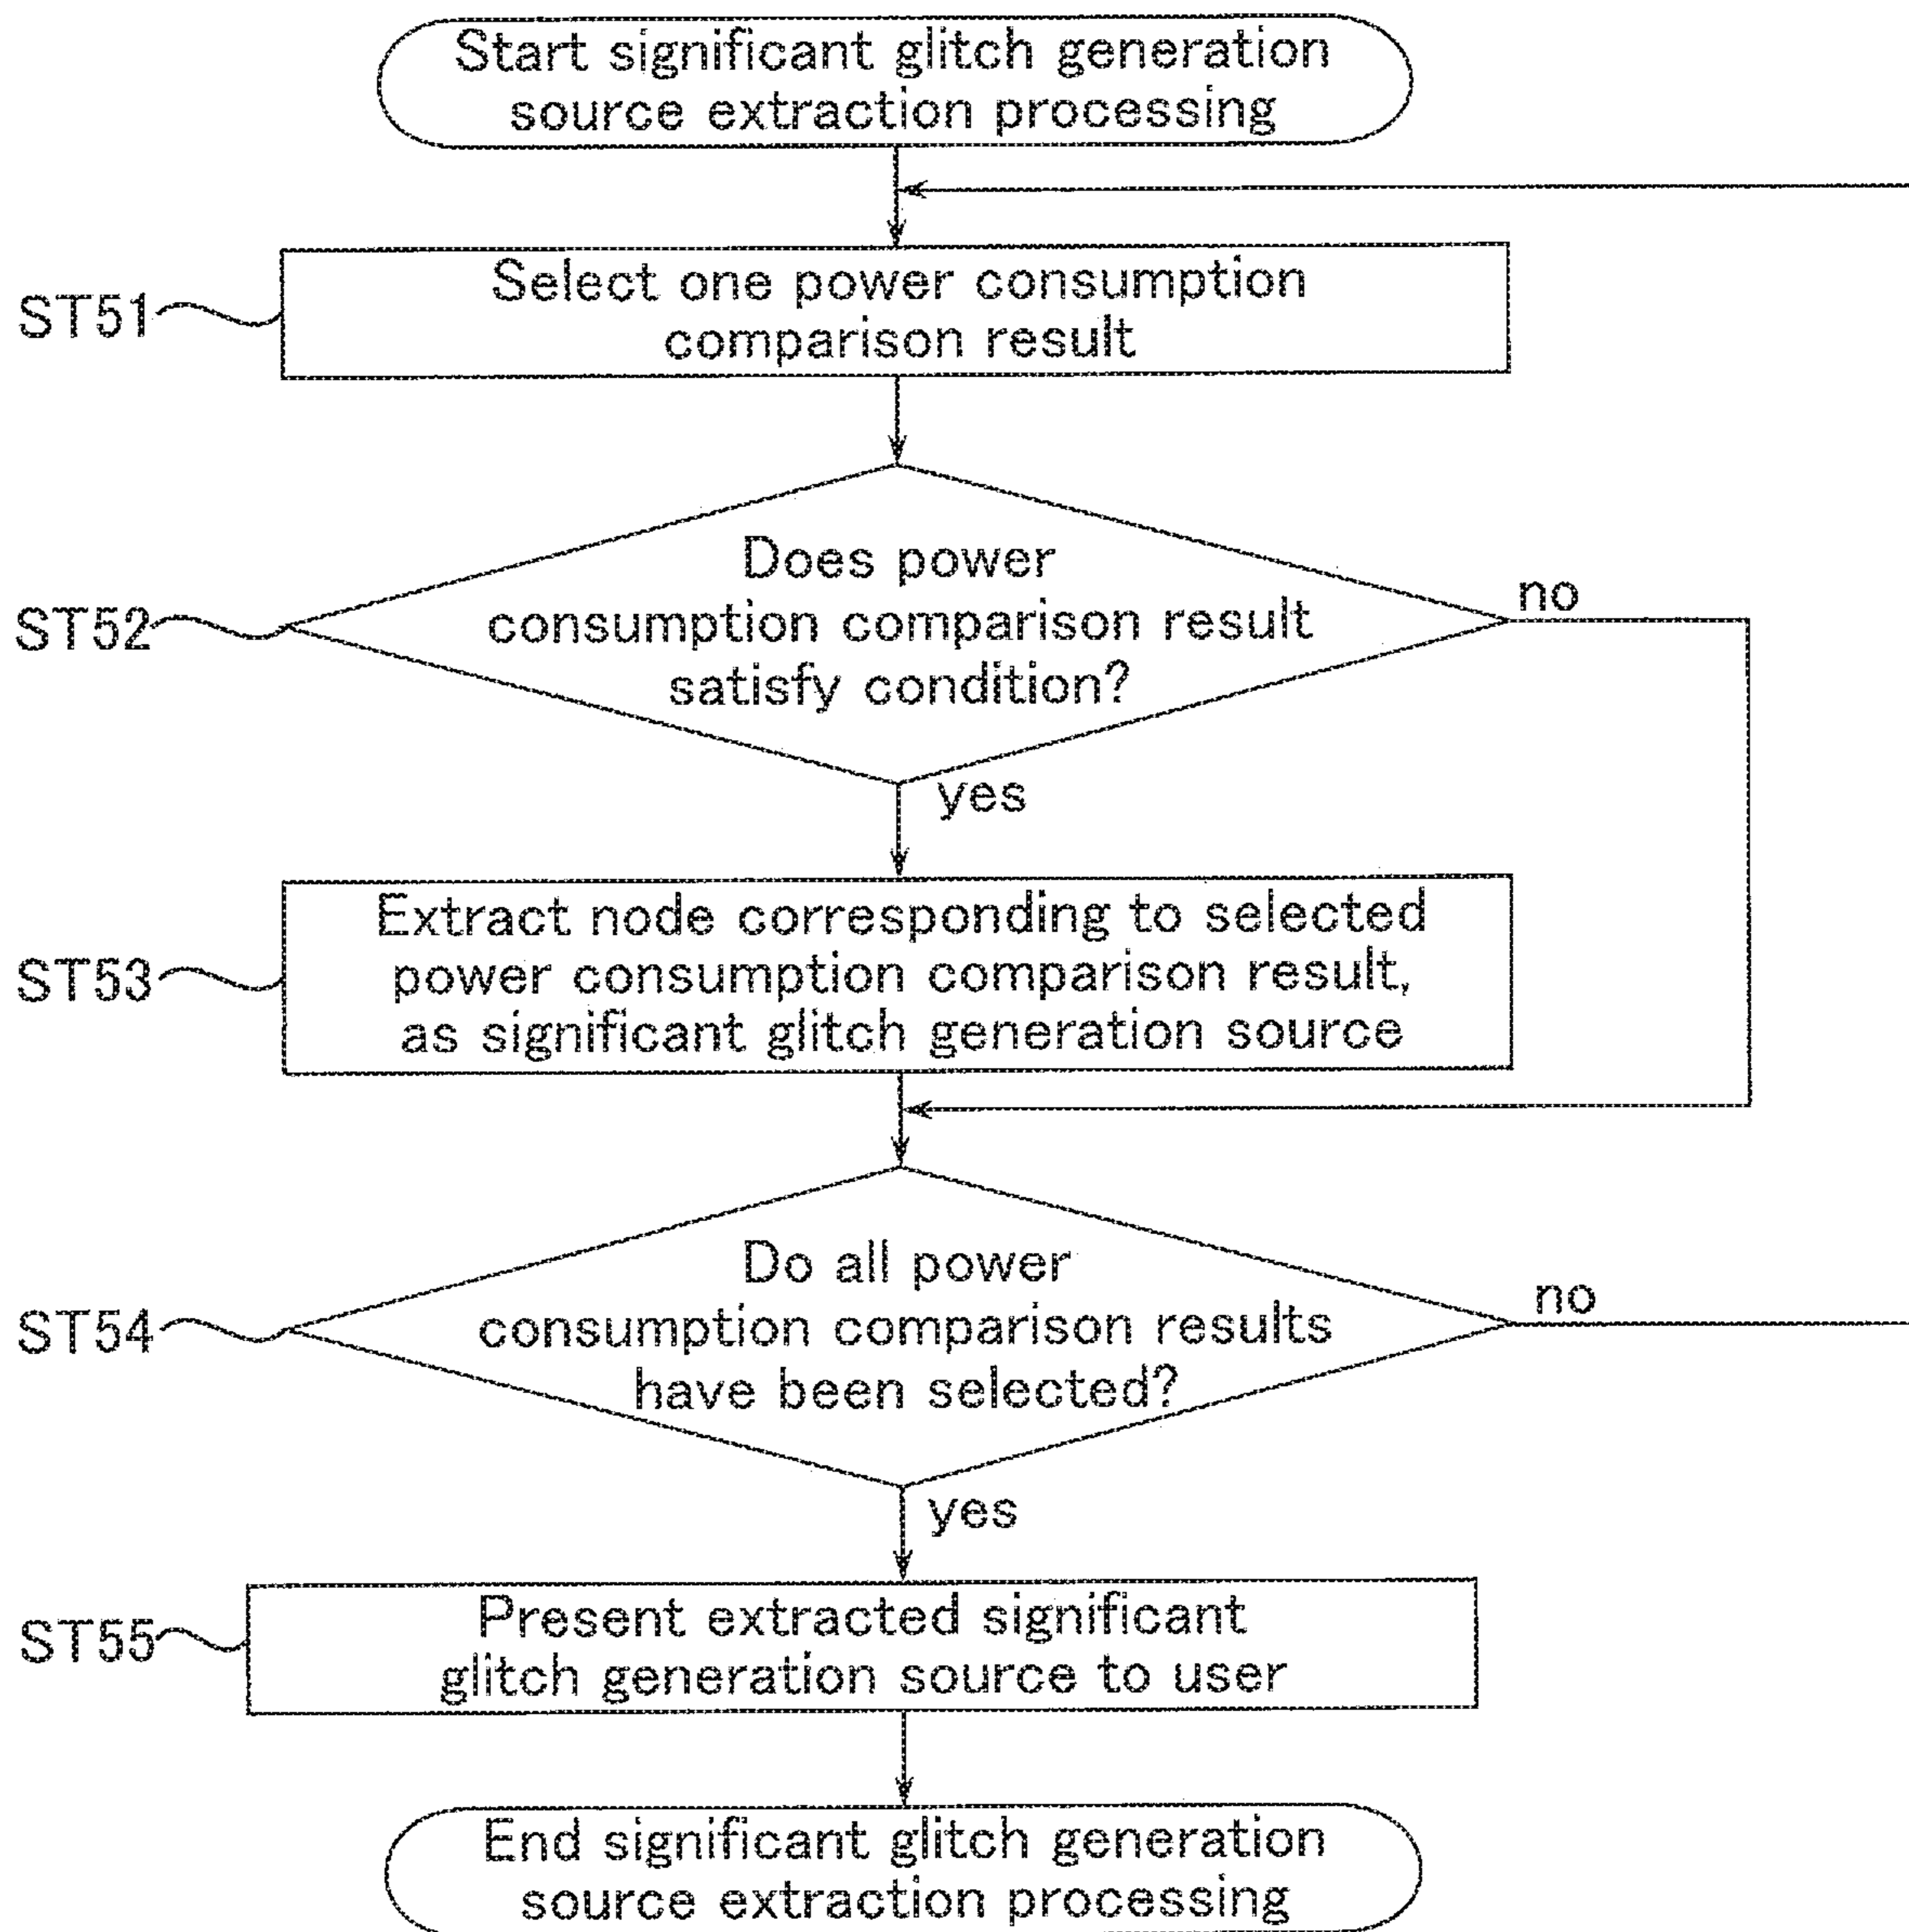 Start significant glitch generation
source extraction processing
ST51
Select one power consumption
comparison result
ST52
Does power
consumption comparison result
satisfy condition?
no
yes
ST53
Extract node corresponding to selected
power consumption comparison result,
as significant glitch generation source
ST54
Do all power
consumption comparison results
have been selected?
no
yes
ST55
Present extracted significant
glitch generation source to user
End significant glitch generation
source extraction processing